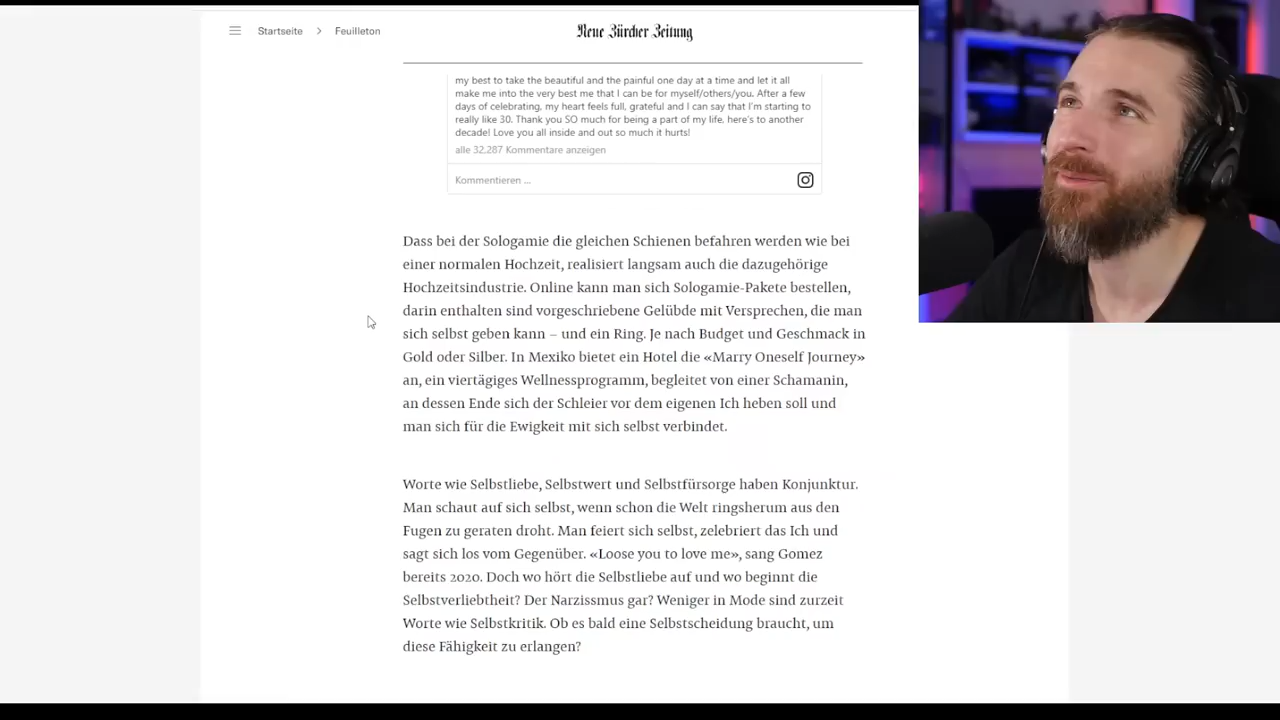 Startseite > Feuilleton
Neue Zürcher Zeitung
my best to take the beautiful and the painful one day at a time and let it all
make me into the very best me that I can be for myself/others/you. After a few
days of celebrating, my heart feels full, grateful and I can say that I'm starting to
really like 30. Thank you SO much for being a part of my life, here's to another
decade! Love you all inside and out so much it hurts!
alle 32,287 Kommentare anzeigen
Kommentieren ...
Dass bei der Sologamie die gleichen Schienen befahren werden wie bei
einer normalen Hochzeit, realisiert langsam auch die dazugehörige
Hochzeitsindustrie. Online kann man sich Sologamie-Pakete bestellen,
darin enthalten sind vorgeschriebene Gelübde mit Versprechen, die man
sich selbst geben kann – und ein Ring. Je nach Budget und Geschmack in
Gold oder Silber. In Mexiko bietet ein Hotel die «Marry Oneself Journey»
an, ein viertägiges Wellnessprogramm, begleitet von einer Schamanin,
an dessen Ende sich der Schleier vor dem eigenen Ich heben soll und
man sich für die Ewigkeit mit sich selbst verbindet.
Worte wie Selbstliebe, Selbstwert und Selbstfürsorge haben Konjunktur.
Man schaut auf sich selbst, wenn schon die Welt ringsherum aus den
Fugen zu geraten droht. Man feiert sich selbst, zelebriert das Ich und
sagt sich los vom Gegenüber. «Loose you to love me», sang Gomez
bereits 2020. Doch wo hört die Selbstliebe auf und wo beginnt die
Selbstverliebtheit? Der Narzissmus gar? Weniger in Mode sind zurzeit
Worte wie Selbstkritik. Ob es bald eine Selbstscheidung braucht, um
diese Fähigkeit zu erlangen?